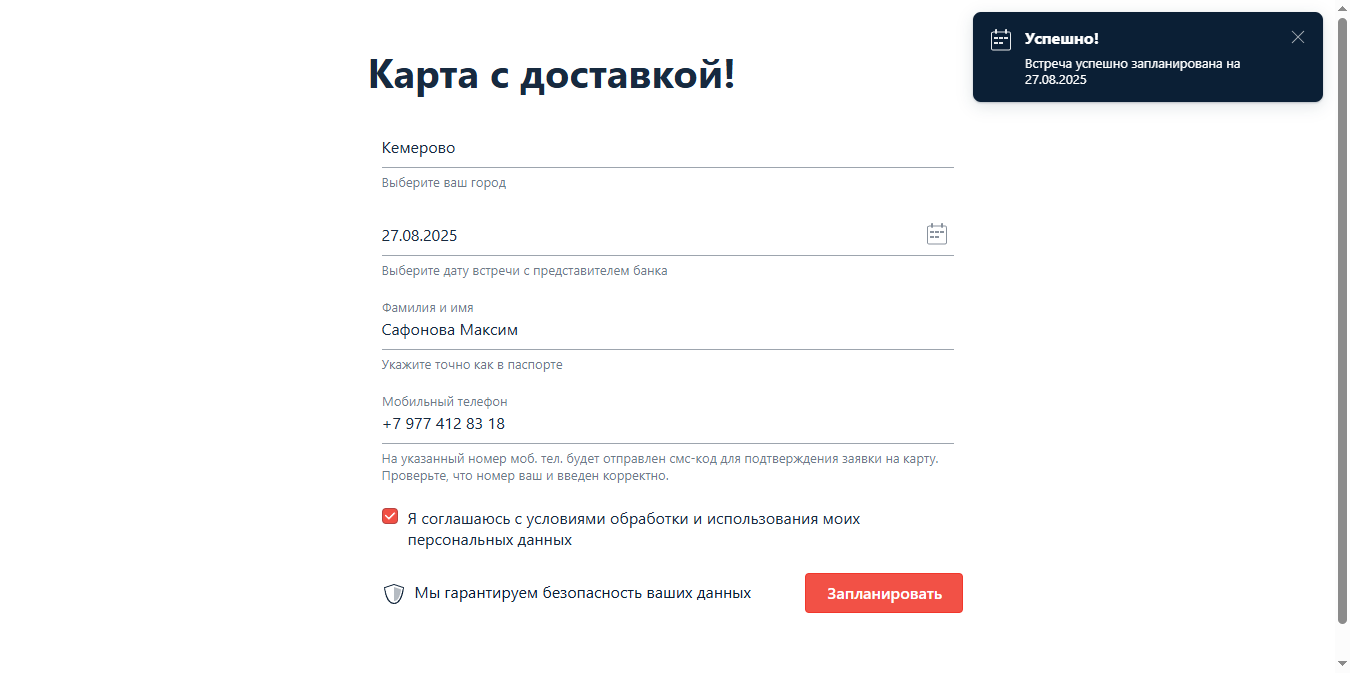 Успешно!
Встреча успешно запланирована на
27.08.2025
Карта с доставкой!
Кемерово
Выберите ваш город
27.08.2025
Выберите дату встречи с представителем банка
Фамилия и имя
Сафонова Максим
Укажите точно как в паспорте
Мобильный телефон
+7 977 412 83 18
На указанный номер моб. тел. будет отправлен смс-код для подтверждения заявки на карту.
Проверьте, что номер ваш и введен корректно.
Я соглашаюсь с условиями обработки и использования моих
персональных данных
Мы гарантируем безопасность ваших данных
Запланировать